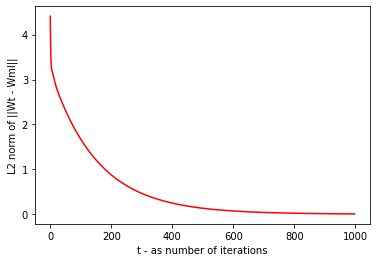 4
3
2
1
0
L2 norm of ||Wt - Wml||
0 200 400 600 800 1000
t - as number of iterations